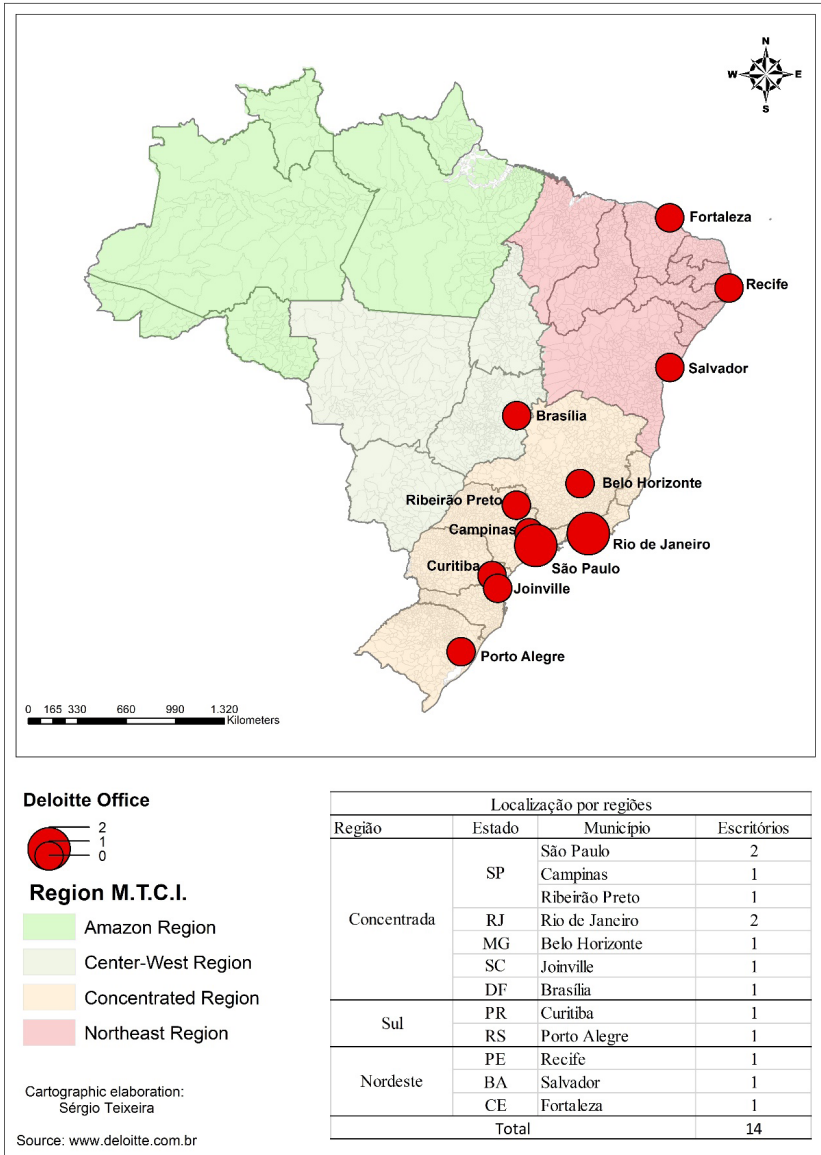 N
W E
S
Fortaleza
Recife
Salvador
Brasília
Belo Horizonte
Ribeirão Preto
Campinas
Rio de Janeiro
São Paulo
Curitiba
Joinville
Porto Alegre
0 165 330 660 990 1.320
Kilometers
Deloitte Office
2
1
0
Region M.T.C.I.
Amazon Region
Center-West Region
Concentrated Region
Northeast Region
Cartographic elaboration:
Sérgio Teixeira
Source: www.deloitte.com.br
Localização por regiões
Região Estado Município Escritórios
Concentrada SP São Paulo 2
Campinas 1
Ribeirão Preto 1
RJ Rio de Janeiro 2
MG Belo Horizonte 1
SC Joinville 1
DF Brasília 1
Sul PR Curitiba 1
RS Porto Alegre 1
Nordeste PE Recife 1
BA Salvador 1
CE Fortaleza 1
Total 14